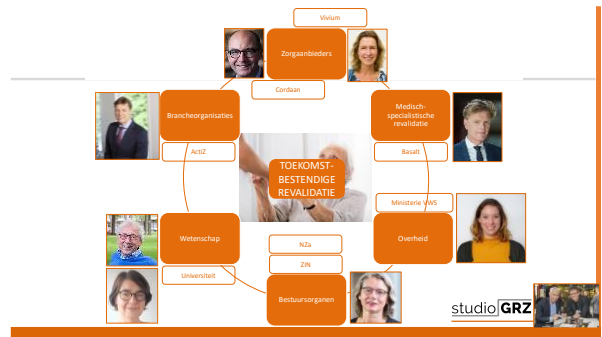 Vivium
Zorgaanbieders
Cordaan
Brancheorganisaties
ActiZ
Medisch-
specialistische
revalidatie
Basalt
TOEKOMST-
BESTENDIGE
REVALIDATIE
Ministerie VWS
Overheid
Wetenschap
Universiteit
NZa
ZIN
Bestuursorganen
studio GRZ